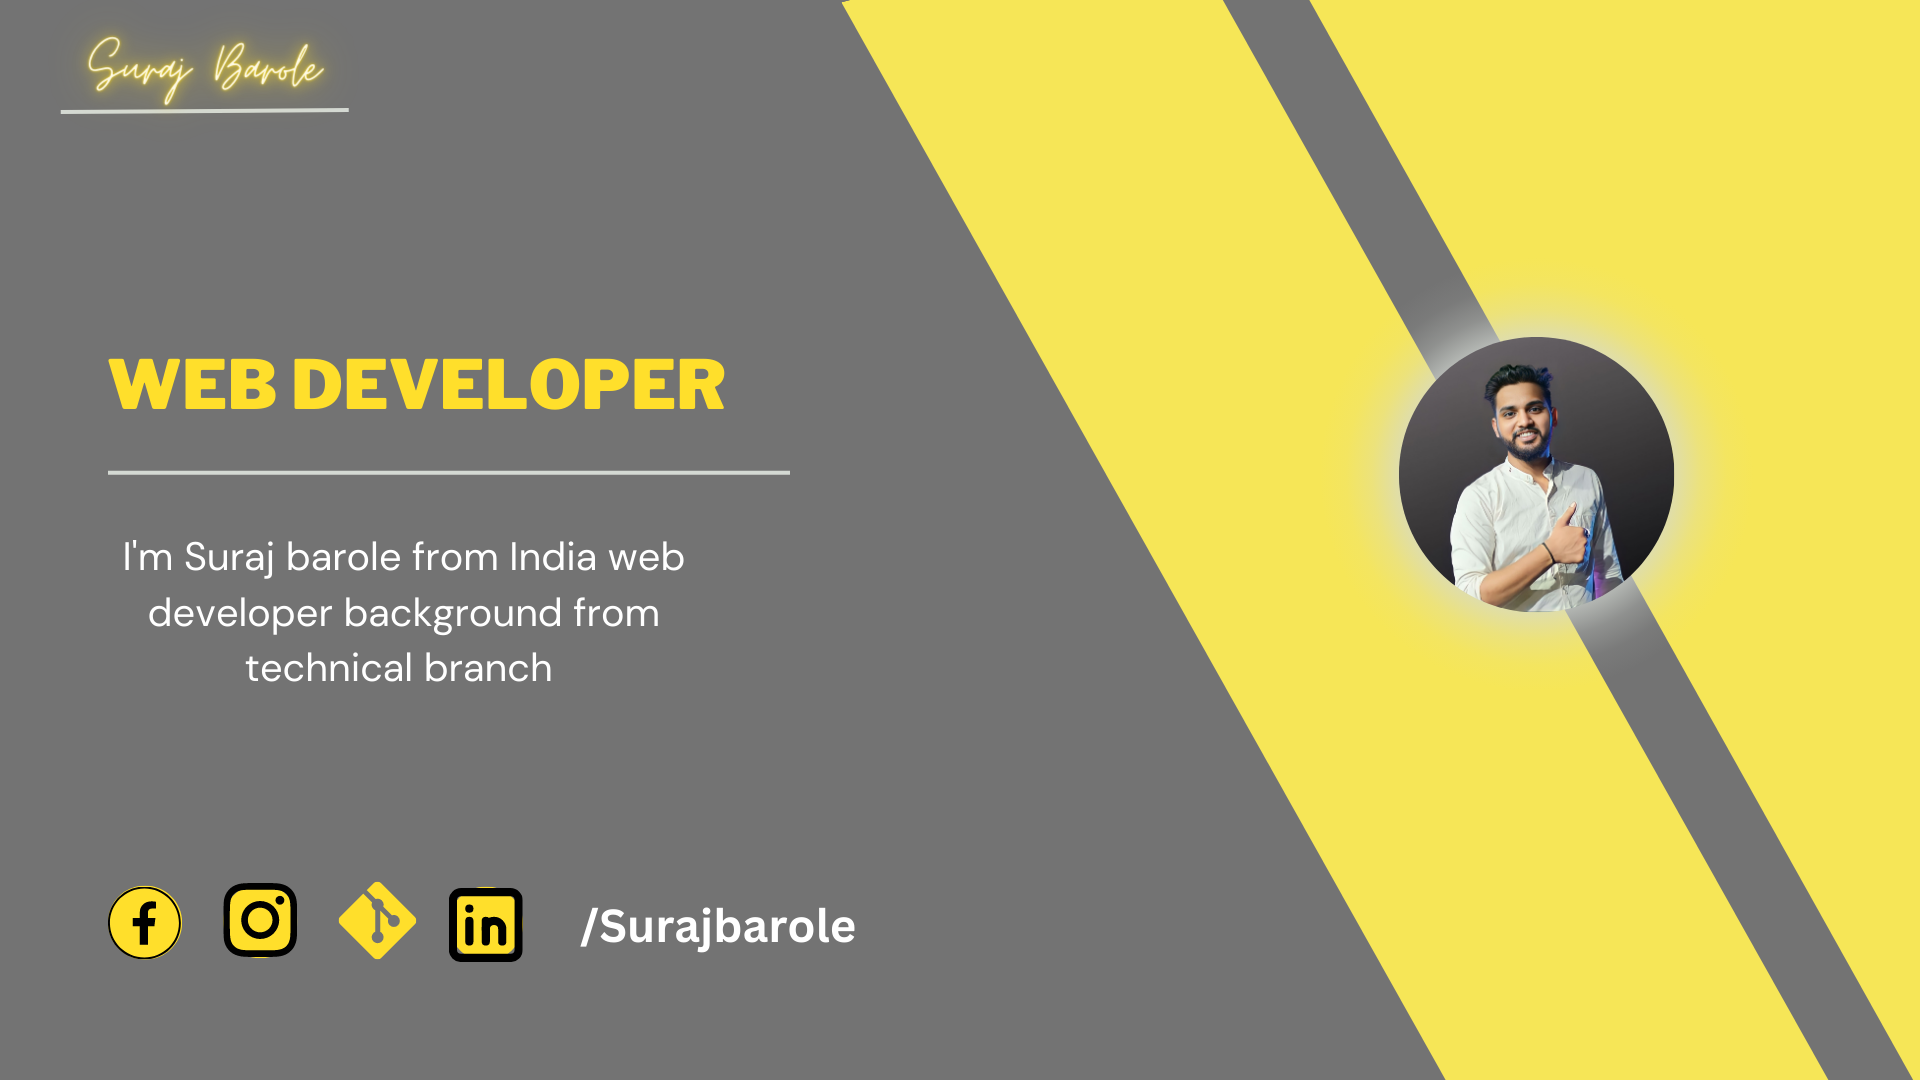 Suraj Barole
WEB DEVELOPER
I'm Suraj barole from India web
developer background from
technical branch
/Surajbarole